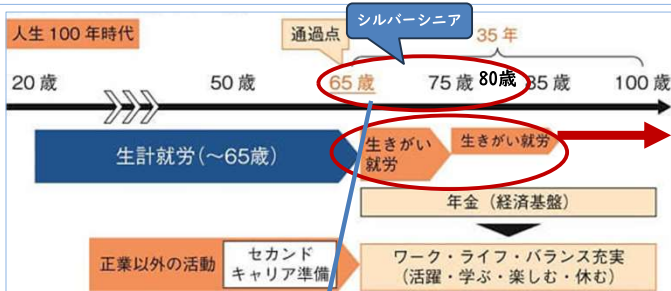 シルバーシニア
人生100年時代
通過点
35年
20歳
50歳
65歳
75歳
80歳
85歳
100歳
生計就労(~65歳)
生きがい
就労
生きがい就労
年金(経済基盤)
正業以外の活動
セカンド
キャリア準備
ワーク・ライフ・バランス充実
(活躍・学ぶ・楽しむ・休む)